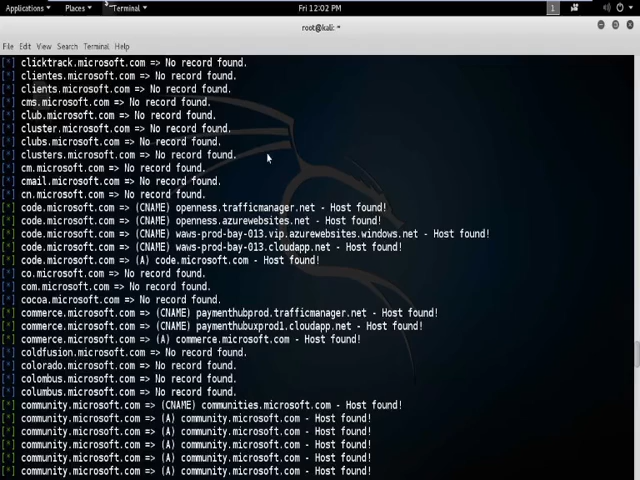 Applications Places Terminal Fri 12:02 PM 1
root@kali: ~
File Edit View Search Terminal Help
[*] clicktrack.microsoft.com => No record found.
[*] clientes.microsoft.com => No record found.
[*] clients.microsoft.com => No record found.
[*] cms.microsoft.com => No record found.
[*] club.microsoft.com => No record found.
[*] cluster.microsoft.com => No record found.
[*] clubs.microsoft.com => No record found.
[*] clusters.microsoft.com => No record found.
[*] cm.microsoft.com => No record found.
[*] cmail.microsoft.com => No record found.
[*] cn.microsoft.com => No record found.
[*] code.microsoft.com => (CNAME) openness.trafficmanager.net - Host found!
[*] code.microsoft.com => (CNAME) openness.azurewebsites.net - Host found!
[*] code.microsoft.com => (CNAME) waws-prod-bay-013.vip.azurewebsites.windows.net - Host found!
[*] code.microsoft.com => (CNAME) waws-prod-bay-013.cloudapp.net - Host found!
[*] code.microsoft.com => (A) code.microsoft.com - Host found!
[*] co.microsoft.com => No record found.
[*] com.microsoft.com => No record found.
[*] cocoa.microsoft.com => No record found.
[*] commerce.microsoft.com => (CNAME) paymenthubprod.trafficmanager.net - Host found!
[*] commerce.microsoft.com => (CNAME) paymenthubuxprod1.cloudapp.net - Host found!
[*] commerce.microsoft.com => (A) commerce.microsoft.com - Host found!
[*] coldfusion.microsoft.com => No record found.
[*] colorado.microsoft.com => No record found.
[*] colombus.microsoft.com => No record found.
[*] columbus.microsoft.com => No record found.
[*] community.microsoft.com => (CNAME) communities.microsoft.com - Host found!
[*] community.microsoft.com => (A) community.microsoft.com - Host found!
[*] community.microsoft.com => (A) community.microsoft.com - Host found!
[*] community.microsoft.com => (A) community.microsoft.com - Host found!
[*] community.microsoft.com => (A) community.microsoft.com - Host found!
[*] community.microsoft.com => (A) community.microsoft.com - Host found!